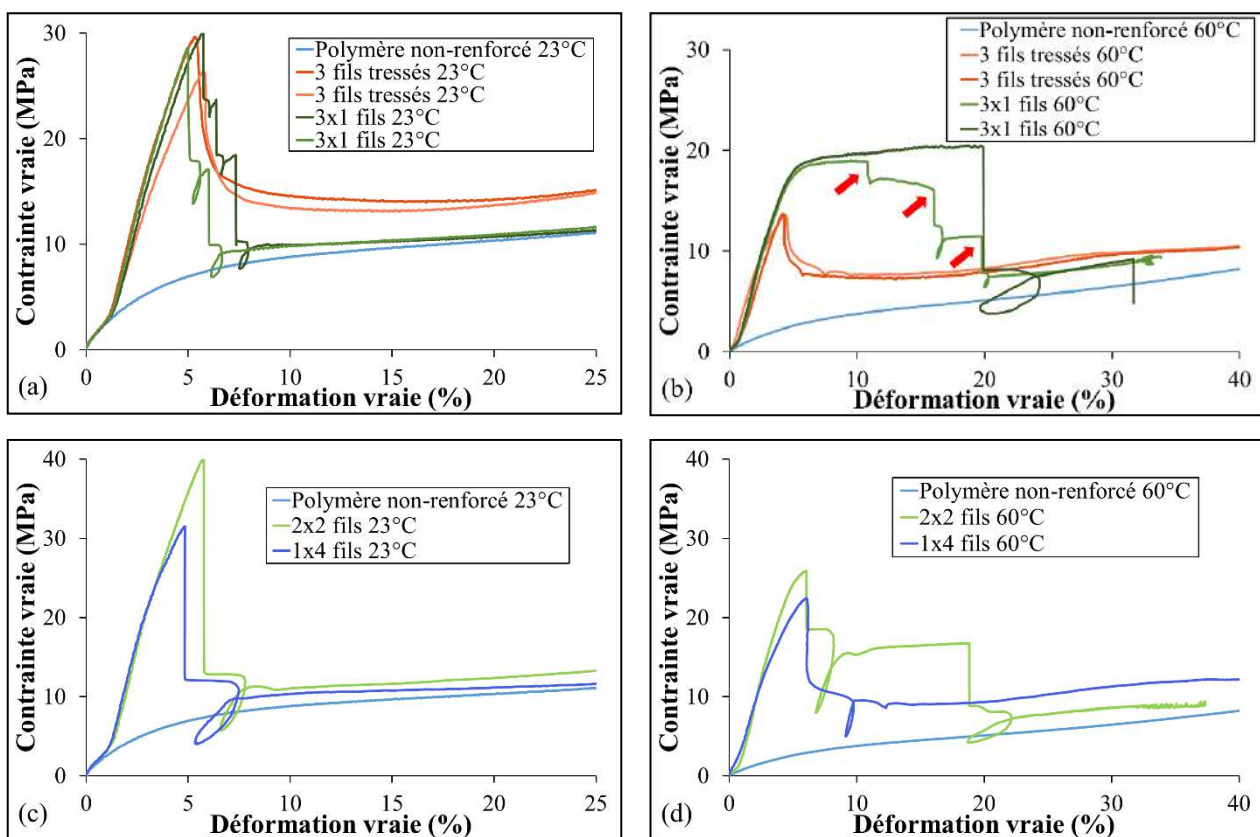 Contrainte vraie (MPa)
30
20
10
0
Polymère non-renforcé 23°C
3 fils tressés 23°C
3 fils tressés 23°C
3x1 fils 23°C
3x1 fils 23°C
0
5
10
15
20
25
(a)
Déformation vraie (%)
Contrainte vraie (MPa)
30
20
10
0
Polymère non-renforcé 60°C
3 fils tressés 60°C
3 fils tressés 60°C
3x1 fils 60°C
3x1 fils 60°C
0
10
20
30
40
(b)
Déformation vraie (%)
Contrainte vraie (MPa)
40
30
20
10
0
Polymère non-renforcé 23°C
2x2 fils 23°C
1x4 fils 23°C
0
5
10
15
20
25
(c)
Déformation vraie (%)
Contrainte vraie (MPa)
40
30
20
10
0
Polymère non-renforcé 60°C
2x2 fils 60°C
1x4 fils 60°C
0
10
20
30
40
(d)
Déformation vraie (%)